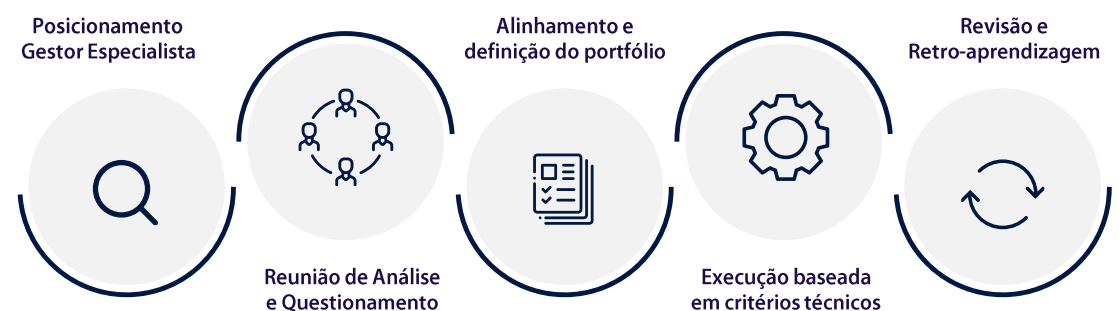 Posicionamento
Gestor Especialista
Reunião de Análise
e Questionamento
Alinhamento e
definição do portfólio
Execução baseada
em critérios técnicos
Revisão e
Retro-aprendizagem